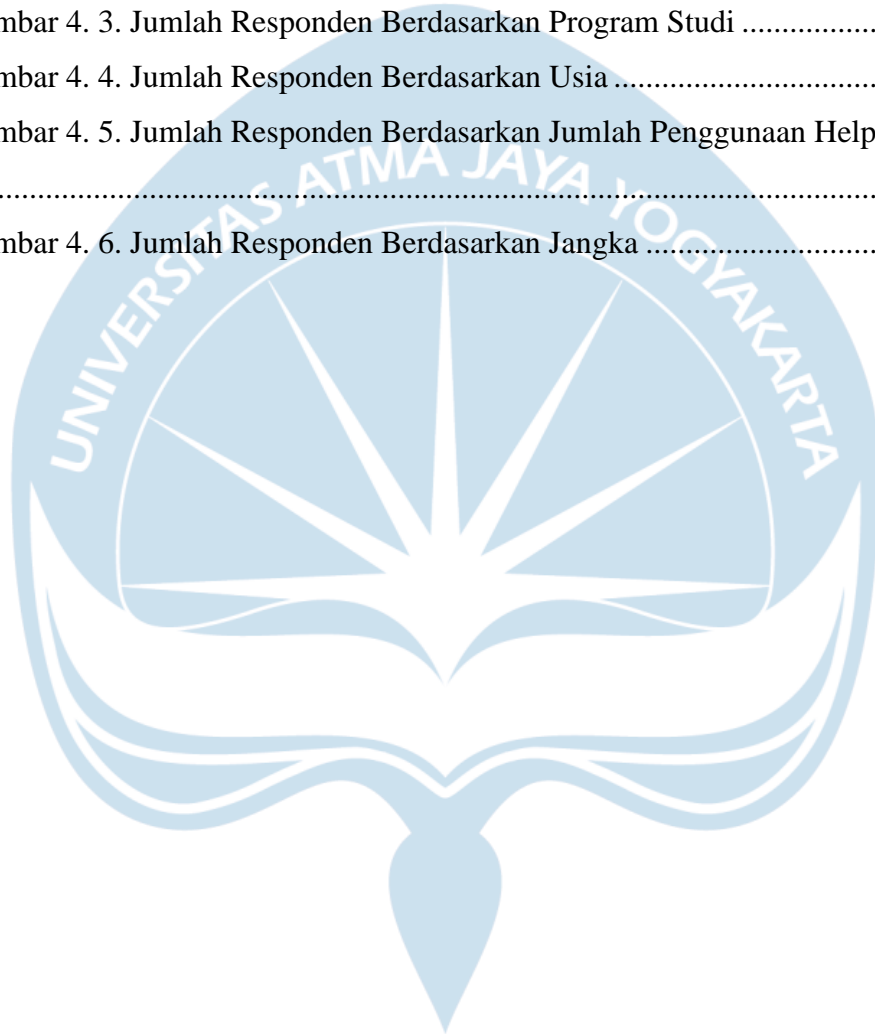 mbar 4. 3. Jumlah Responden Berdasarkan Program Studi ..................
mbar 4. 4. Jumlah Responden Berdasarkan Usia ....................................
mbar 4. 5. Jumlah Responden Berdasarkan Jumlah Penggunaan Help
..............................................................................................................................
mbar 4. 6. Jumlah Responden Berdasarkan Jangka ...............................
UNIVERSITAS ATMA JAYA YOGYAKARTA